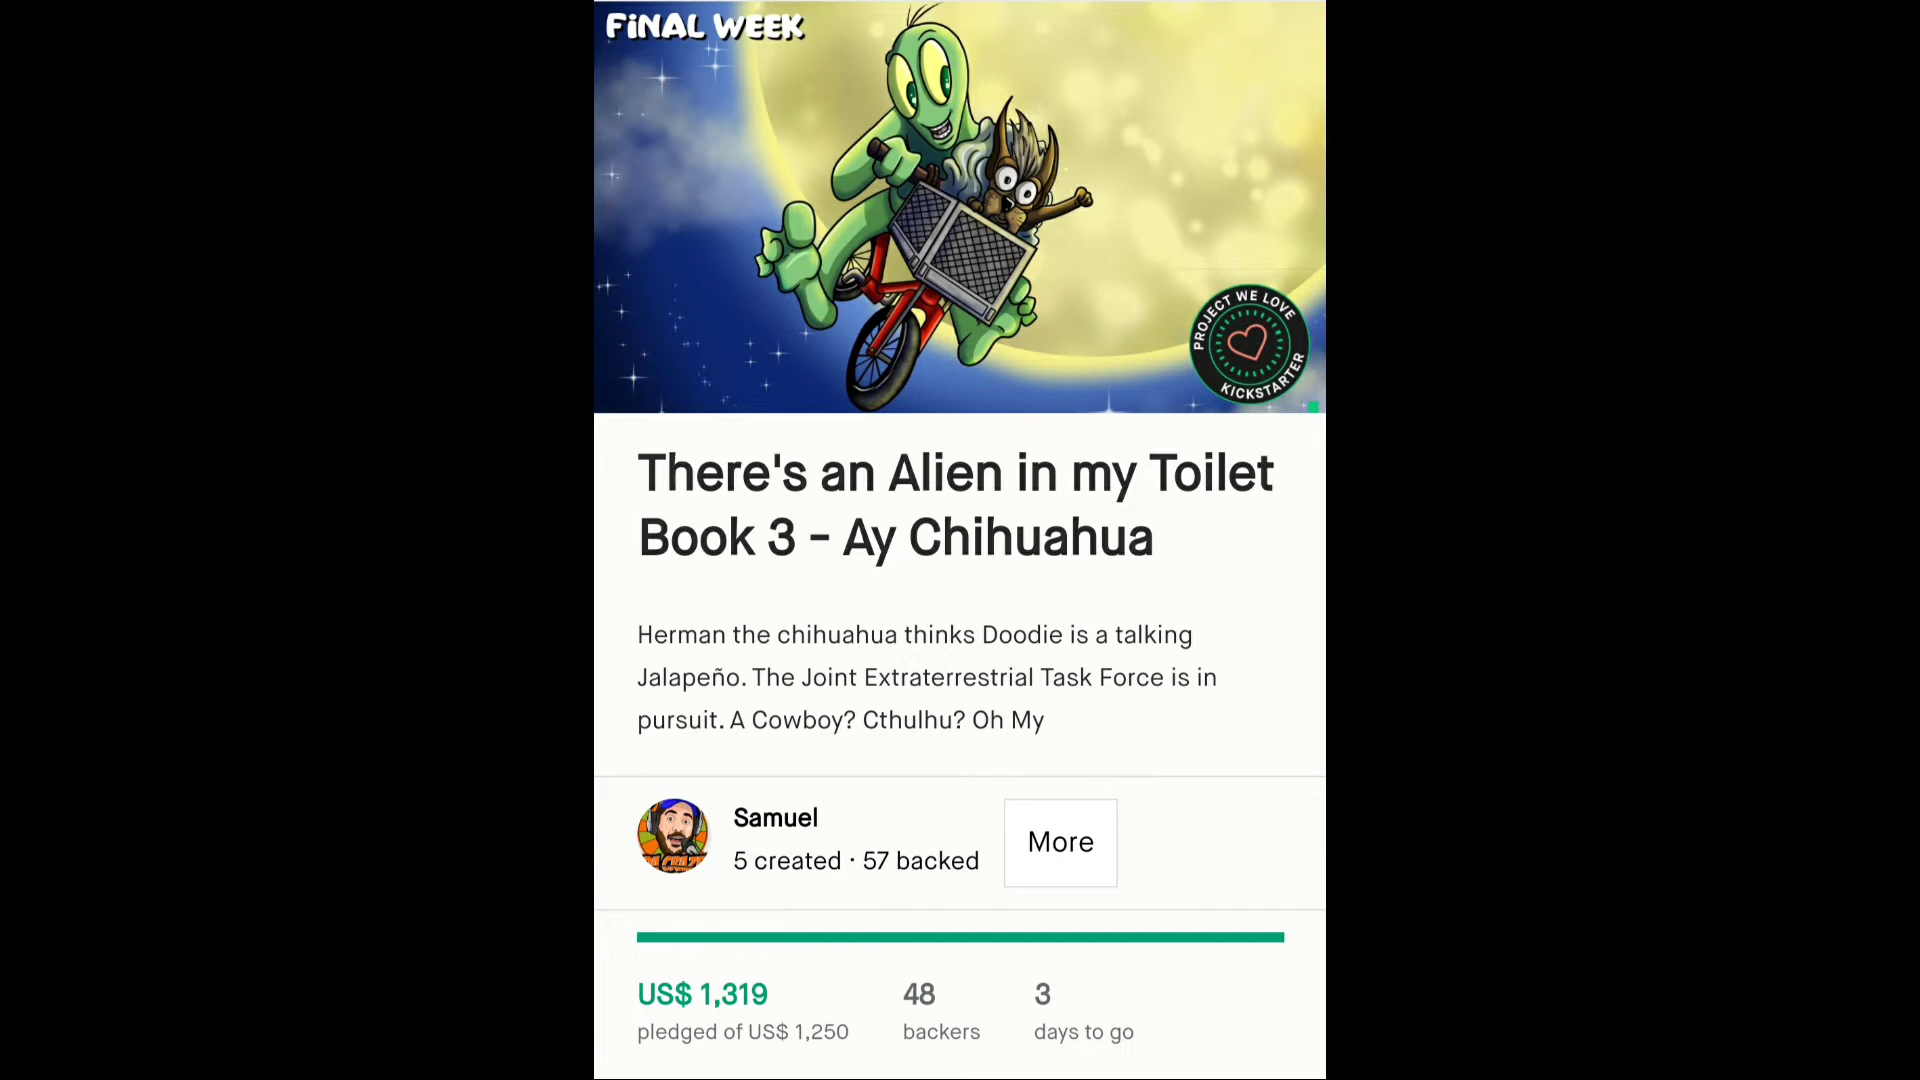 FiNAL WEEK
PROJECT WE LOVE
KICKSTARTER
There's an Alien in my Toilet
Book 3 - Ay Chihuahua
Herman the chihuahua thinks Doodie is a talking
Jalapeño. The Joint Extraterrestrial Task Force is in
pursuit. A Cowboy? Cthulhu? Oh My
Samuel
5 created · 57 backed
More
US$ 1,319
48
3
pledged of US$ 1,250
backers
days to go